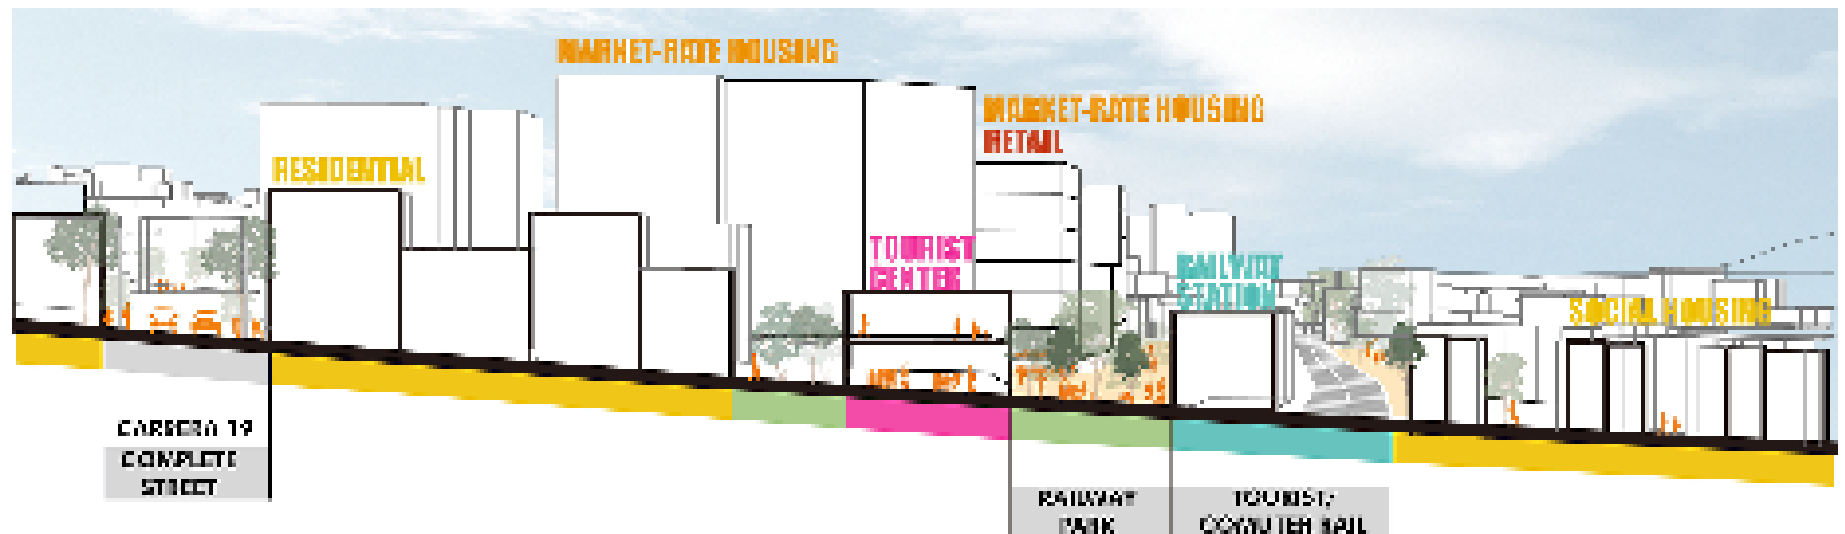 MARKET-RATE HOUSING
MARKET-RATE HOUSING
RETAIL
RESIDENTIAL
TOURIST
CENTER
RAILWAY
STATION
SOCIAL HOUSING
CARRERA 19
COMPLETE
STREET
RAILWAY
PARK
TOURIST/
COMUTER RAIL